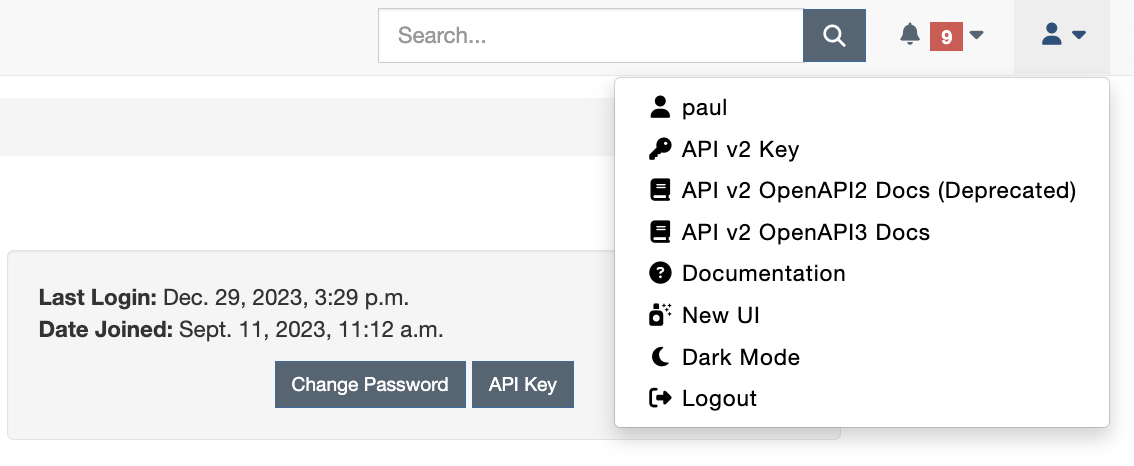 Search...
9
paul
API v2 Key
API v2 OpenAPI2 Docs (Deprecated)
API v2 OpenAPI3 Docs
Documentation
New UI
Dark Mode
Logout
Last Login: Dec. 29, 2023, 3:29 p.m.
Date Joined: Sept. 11, 2023, 11:12 a.m.
Change Password
API Key